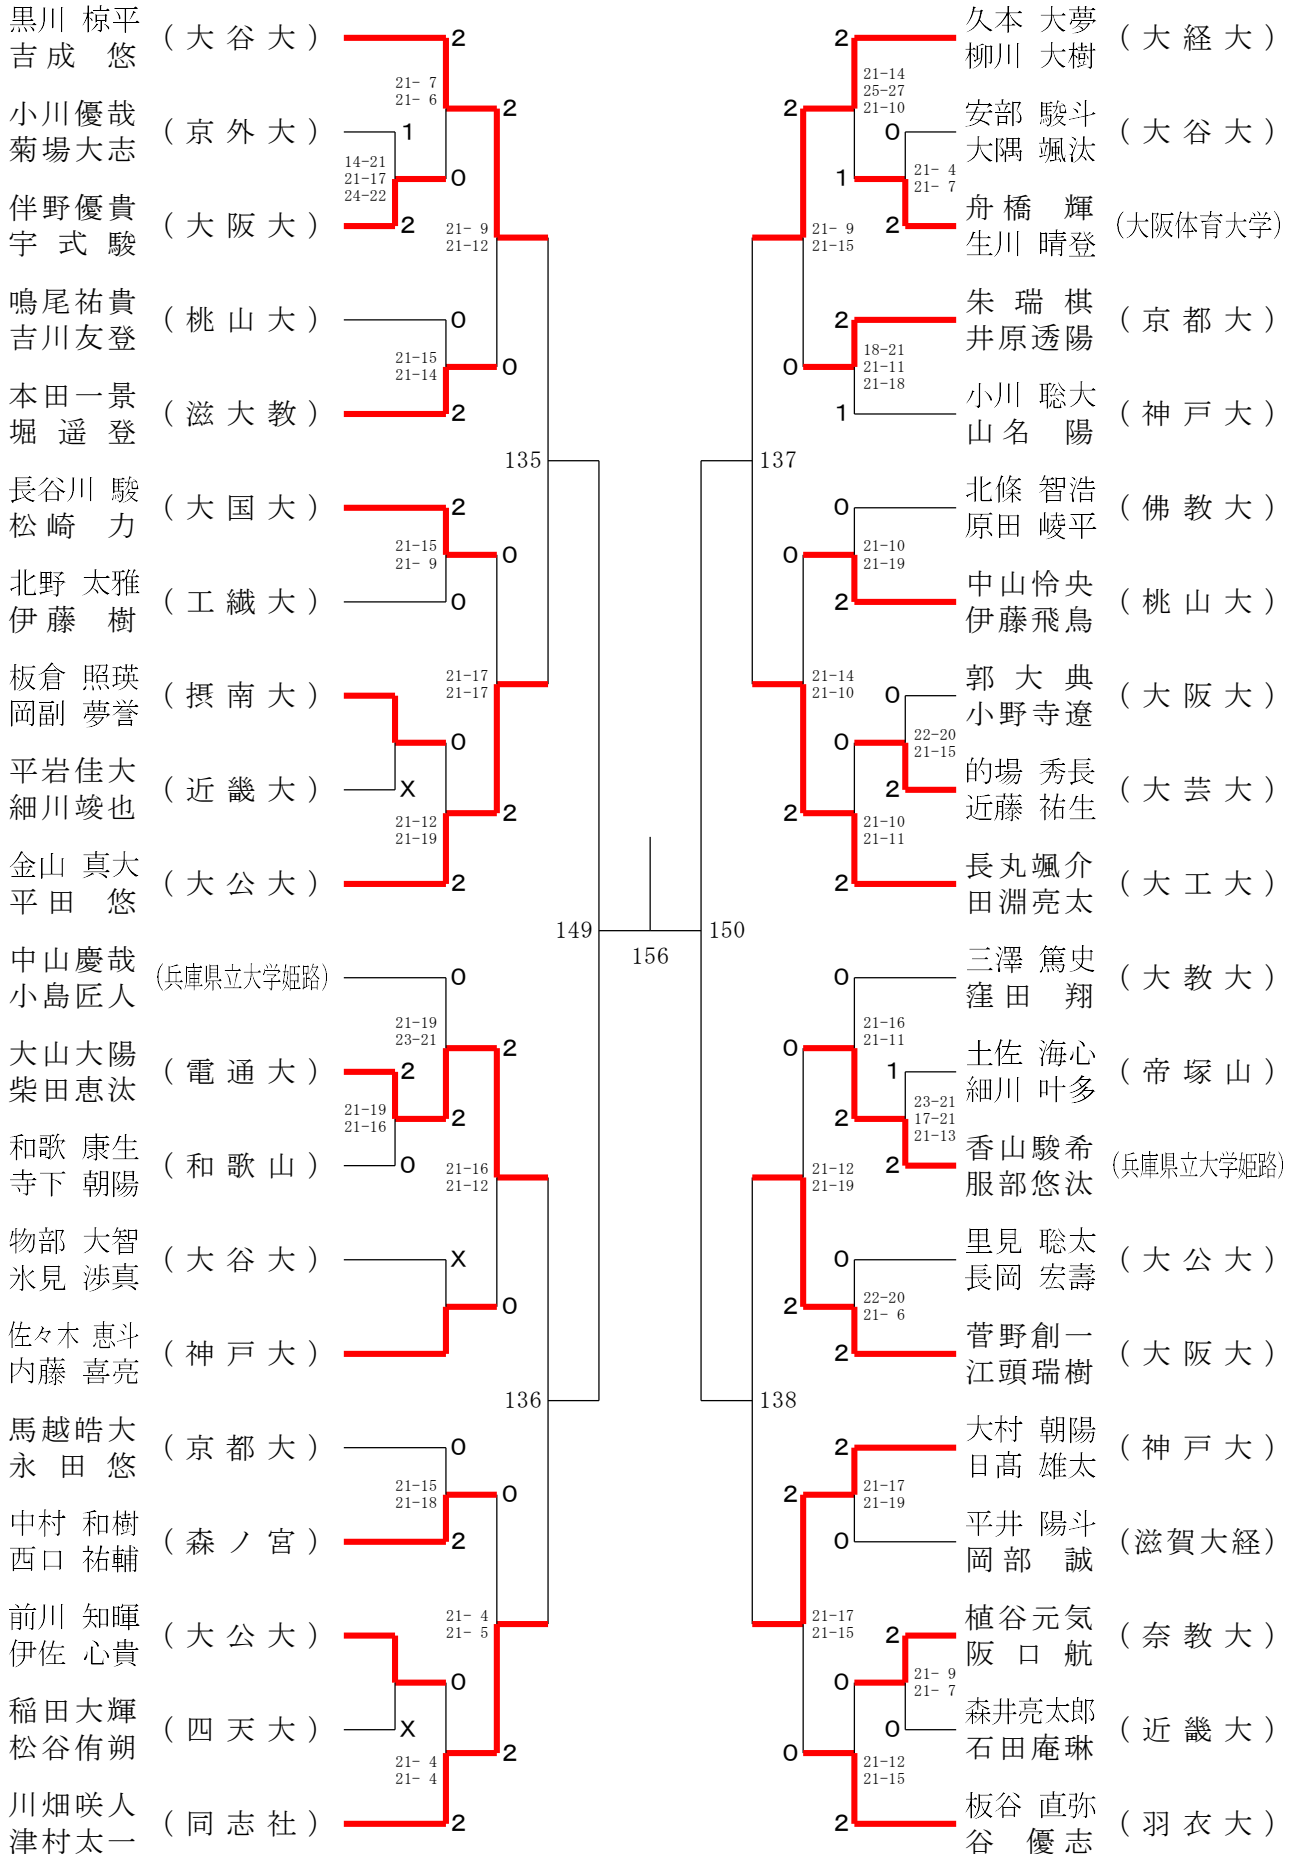 黒川 椋平
吉成 悠
(大谷大)
2
21- 7
21- 6
2
小川優哉
菊場大志
(京外大)
1
14-21
21-17
24-22
0
伴野優貴
宇式駿
(大阪大)
2
21- 9
21-12
鳴尾祐貴
吉川友登
(桃山大)
0
21-15
21-14
0
本田一景
堀遥登
(滋大教)
2
135
長谷川 駿
松崎 力
(大国大)
2
21-15
21- 9
0
北野 太雅
伊藤 樹
(工繊大)
0
板倉 照瑛
岡副 夢誉
(摂南大)
21-17
21-17
0
平岩佳大
細川竣也
(近畿大)
X
21-12
21-19
2
金山 真大
平田 悠
(大公大)
2
149
中山慶哉
小島匠人
(兵庫県立大学姫路)
0
21-19
23-21
2
大山大陽
柴田恵汰
(電通大)
2
21-19
21-16
2
和歌 康生
寺下 朝陽
(和歌山)
0
21-16
21-12
物部 大智
氷見 渉真
(大谷大)
X
0
佐々木 恵斗
内藤 喜亮
(神戸大)
136
馬越皓大
永田悠
(京都大)
0
21-15
21-18
0
中村 和樹
西口 祐輔
(森ノ宮)
2
前川 知暉
伊佐 心貴
(大公大)
21- 4
21- 5
0
稲田大輝
松谷侑朔
(四天大)
X
21- 4
21- 4
2
川畑咲人
津村太一
(同志社)
2
156
久本 大夢
柳川 大樹
(大経大)
2
21-14
25-27
21-10
2
安部 駿斗
大隅 颯汰
(大谷大)
0
21- 4
21- 7
1
舟橋 輝
生川 晴登
(大阪体育大学)
2
21- 9
21-15
朱瑞棋
井原透陽
(京都大)
2
18-21
21-11
21-18
0
小川 聡大
山名 陽
(神戸大)
1
137
北條 智浩
原田 崚平
(佛教大)
0
21-10
21-19
0
中山怜央
伊藤飛鳥
(桃山大)
2
21-14
21-10
郭大典
小野寺遼
(大阪大)
0
22-20
21-15
0
的場 秀長
近藤 祐生
(大芸大)
2
21-10
21-11
2
長丸颯介
田淵亮太
(大工大)
2
150
三澤 篤史
窪田 翔
(大教大)
0
21-16
21-11
0
土佐 海心
細川 叶多
(帝塚山)
1
23-21
17-21
21-13
2
香山駿希
服部悠汰
(兵庫県立大学姫路)
2
21-12
21-19
里見 聡太
長岡 宏壽
(大公大)
0
22-20
21- 6
2
菅野創一
江頭瑞樹
(大阪大)
2
138
大村 朝陽
日髙 雄太
(神戸大)
2
21-17
21-19
2
平井 陽斗
岡部 誠
(滋賀大経)
0
21-17
21-15
植谷元気
阪口航
(奈教大)
2
21- 9
21- 7
0
森井亮太郎
石田庵琳
(近畿大)
0
21-12
21-15
0
板谷 直弥
谷 優志
(羽衣大)
2